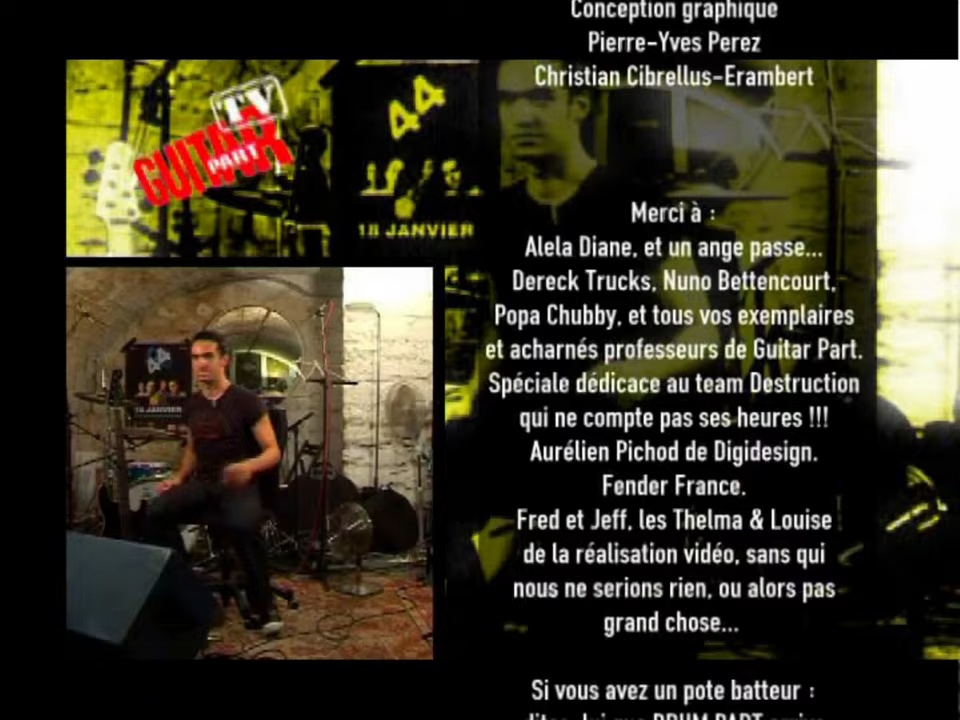 Conception graphique
Pierre-Yves Perez
Christian Cibrellus-Erambert
TV
GUITAR
PART
44
18 JANVIER
Merci à :
Alela Diane, et un ange passe...
Dereck Trucks, Nuno Bettencourt,
Popa Chubby, et tous vos exemplaires
et acharnés professeurs de Guitar Part.
Spéciale dédicace au team Destruction
qui ne compte pas ses heures !!!
Aurélien Pichod de Digidesign.
Fender France.
Fred et Jeff, les Thelma & Louise
de la réalisation vidéo, sans qui
nous ne serions rien, ou alors pas
grand chose...
44
18 JANVIER
Si vous avez un pote batteur :